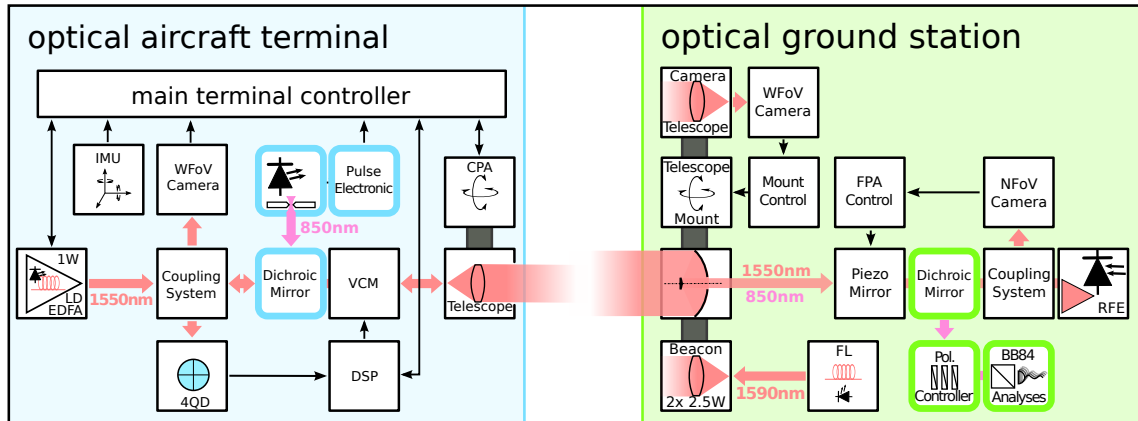 optical aircraft terminal
main terminal controller
IMU
WFoV
Camera
Pulse
Electronic
CPA
850nm
1W
LD
EDFA
1550nm
Coupling
System
Dichroic
Mirror
VCM
Telescope
4QD
DSP
optical ground station
Camera
Telescope
WFoV
Camera
Telescope
Mount
Mount
Control
FPA
Control
NFoV
Camera
1550nm
850nm
Piezo
Mirror
Dichroic
Mirror
Coupling
System
RFE
Beacon
2x 2.5W
1590nm
FL
Pol.
Controller
BB84
Analyses